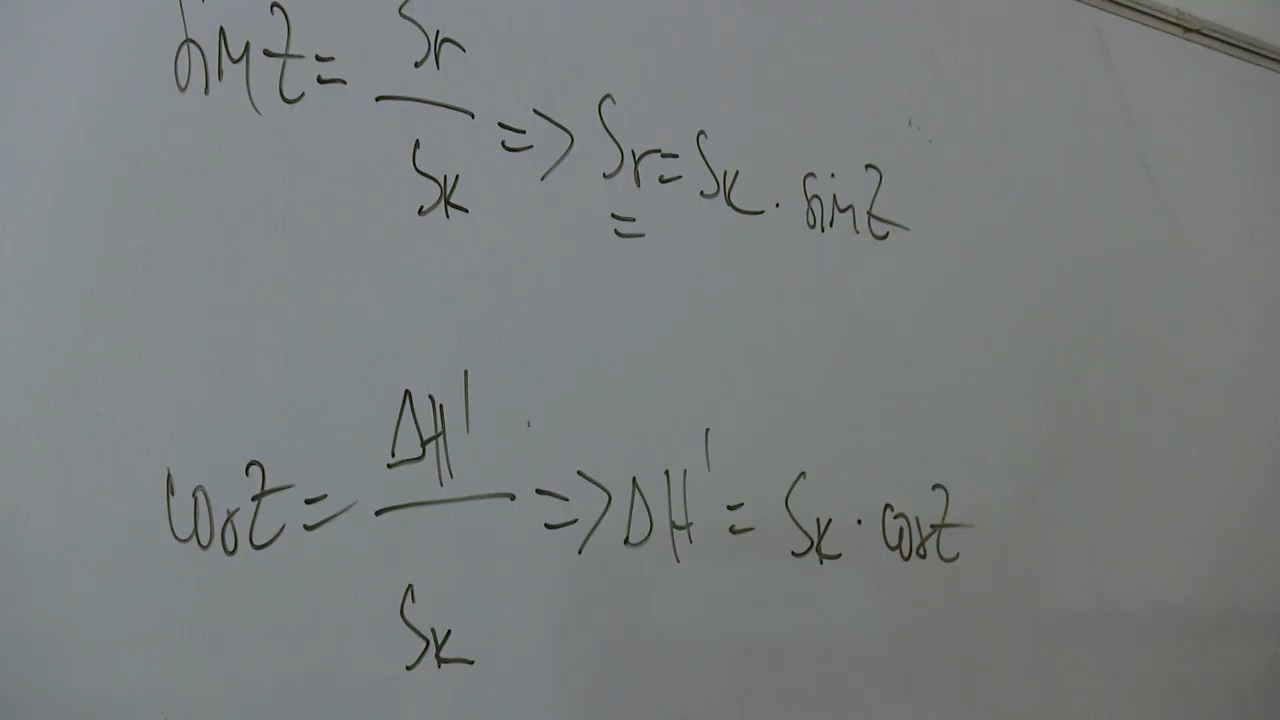 sin Z = Sr / Sk => Sr = Sk · sin Z
cos Z = ΔH' / Sk => ΔH' = Sk · cos Z